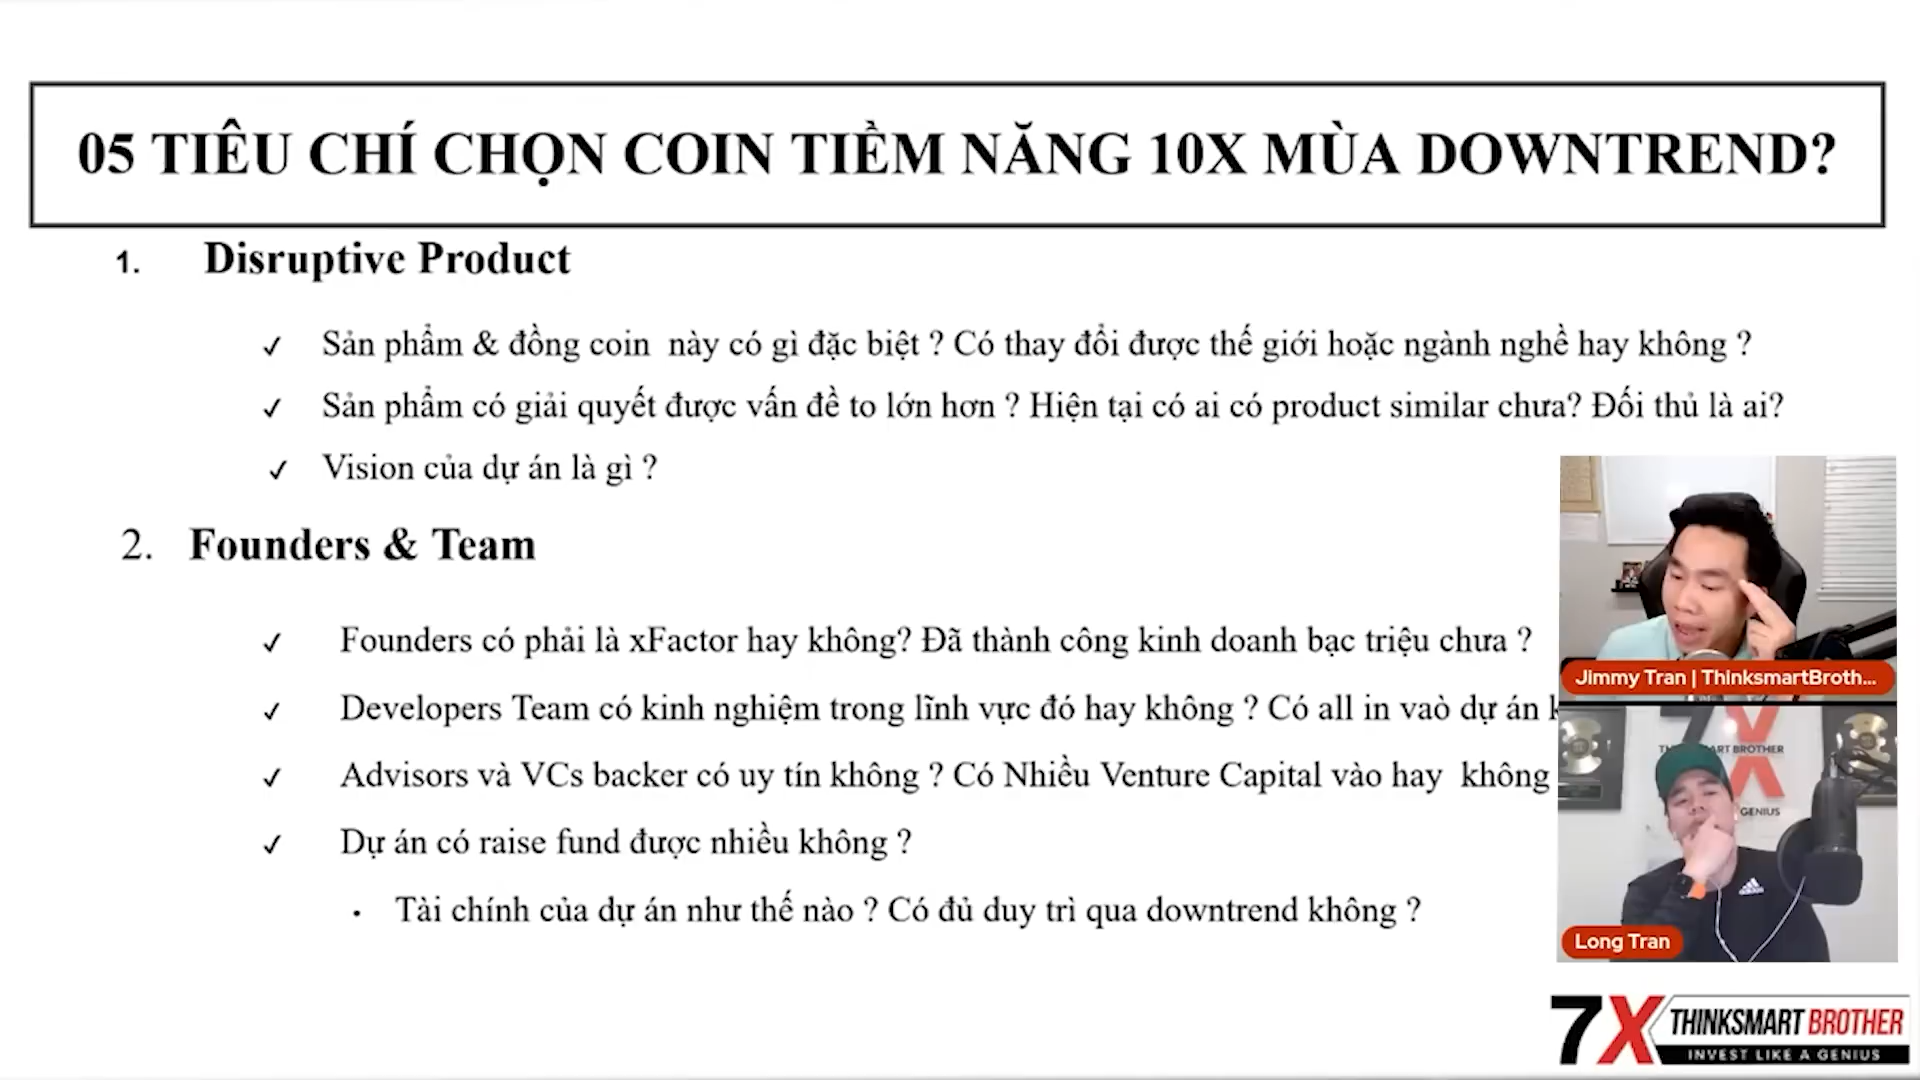 05 TIÊU CHÍ CHỌN COIN TIỀM NĂNG 10X MÙA DOWNTREND?
1. Disruptive Product
✓ Sản phẩm & đồng coin này có gì đặc biệt ? Có thay đổi được thế giới hoặc ngành nghề hay không ?
✓ Sản phẩm có giải quyết được vấn đề to lớn hơn ? Hiện tại có ai có product similar chưa? Đối thủ là ai?
✓ Vision của dự án là gì ?
2. Founders & Team
✓ Founders có phải là xFactor hay không? Đã thành công kinh doanh bạc triệu chưa ?
✓ Developers Team có kinh nghiệm trong lĩnh vực đó hay không ? Có all in vaò dự án
✓ Advisors và VCs backer có uy tín không ? Có Nhiều Venture Capital vào hay không
✓ Dự án có raise fund được nhiều không ?
• Tài chính của dự án như thế nào ? Có đủ duy trì qua downtrend không ?
Jimmy Tran | ThinksmartBroth...
7X
ART BROTHER
GENIUS
Long Tran
7X THINKSMART BROTHER
INVEST LIKE A GENIUS